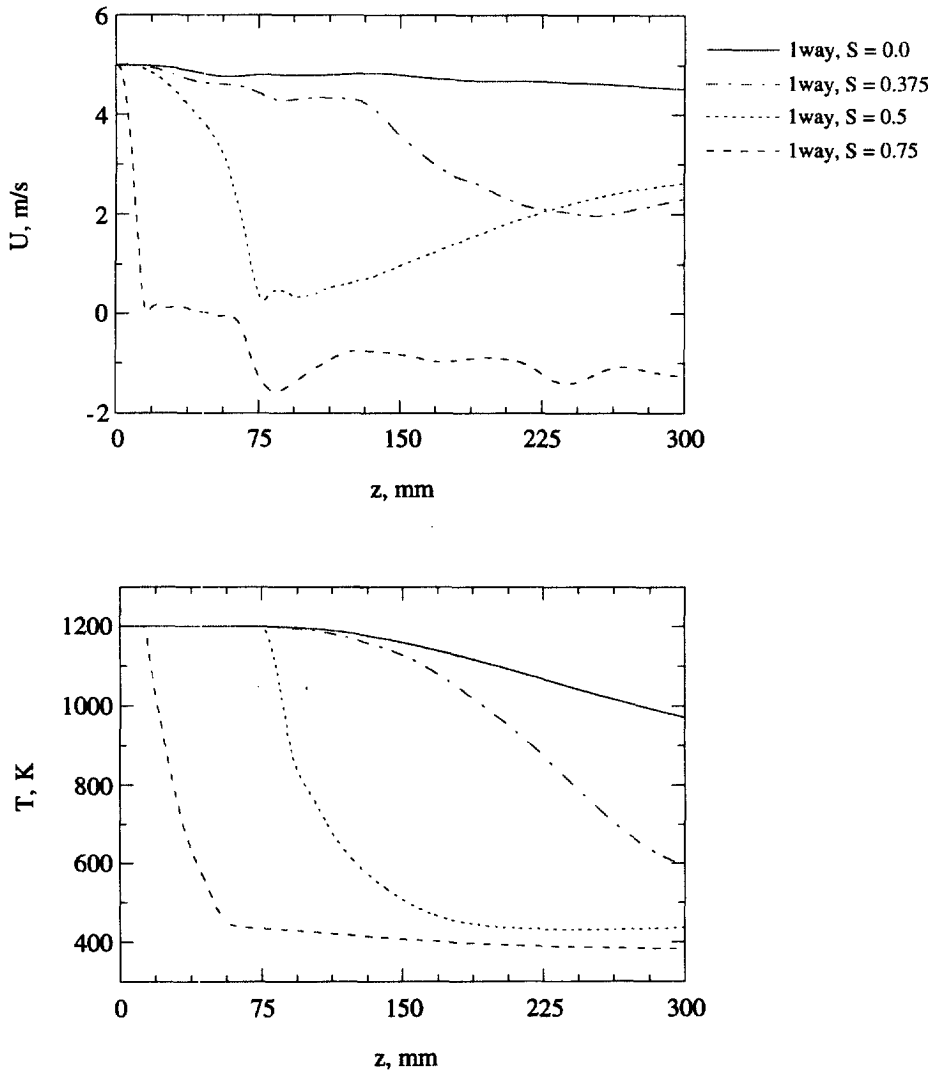 6
4
2
0
-2
U, m/s
0
75
150
225
300
z, mm
1way, S = 0.0
1way, S = 0.375
1way, S = 0.5
1way, S = 0.75
1200
1000
800
600
400
T, K
0
75
150
225
300
z, mm